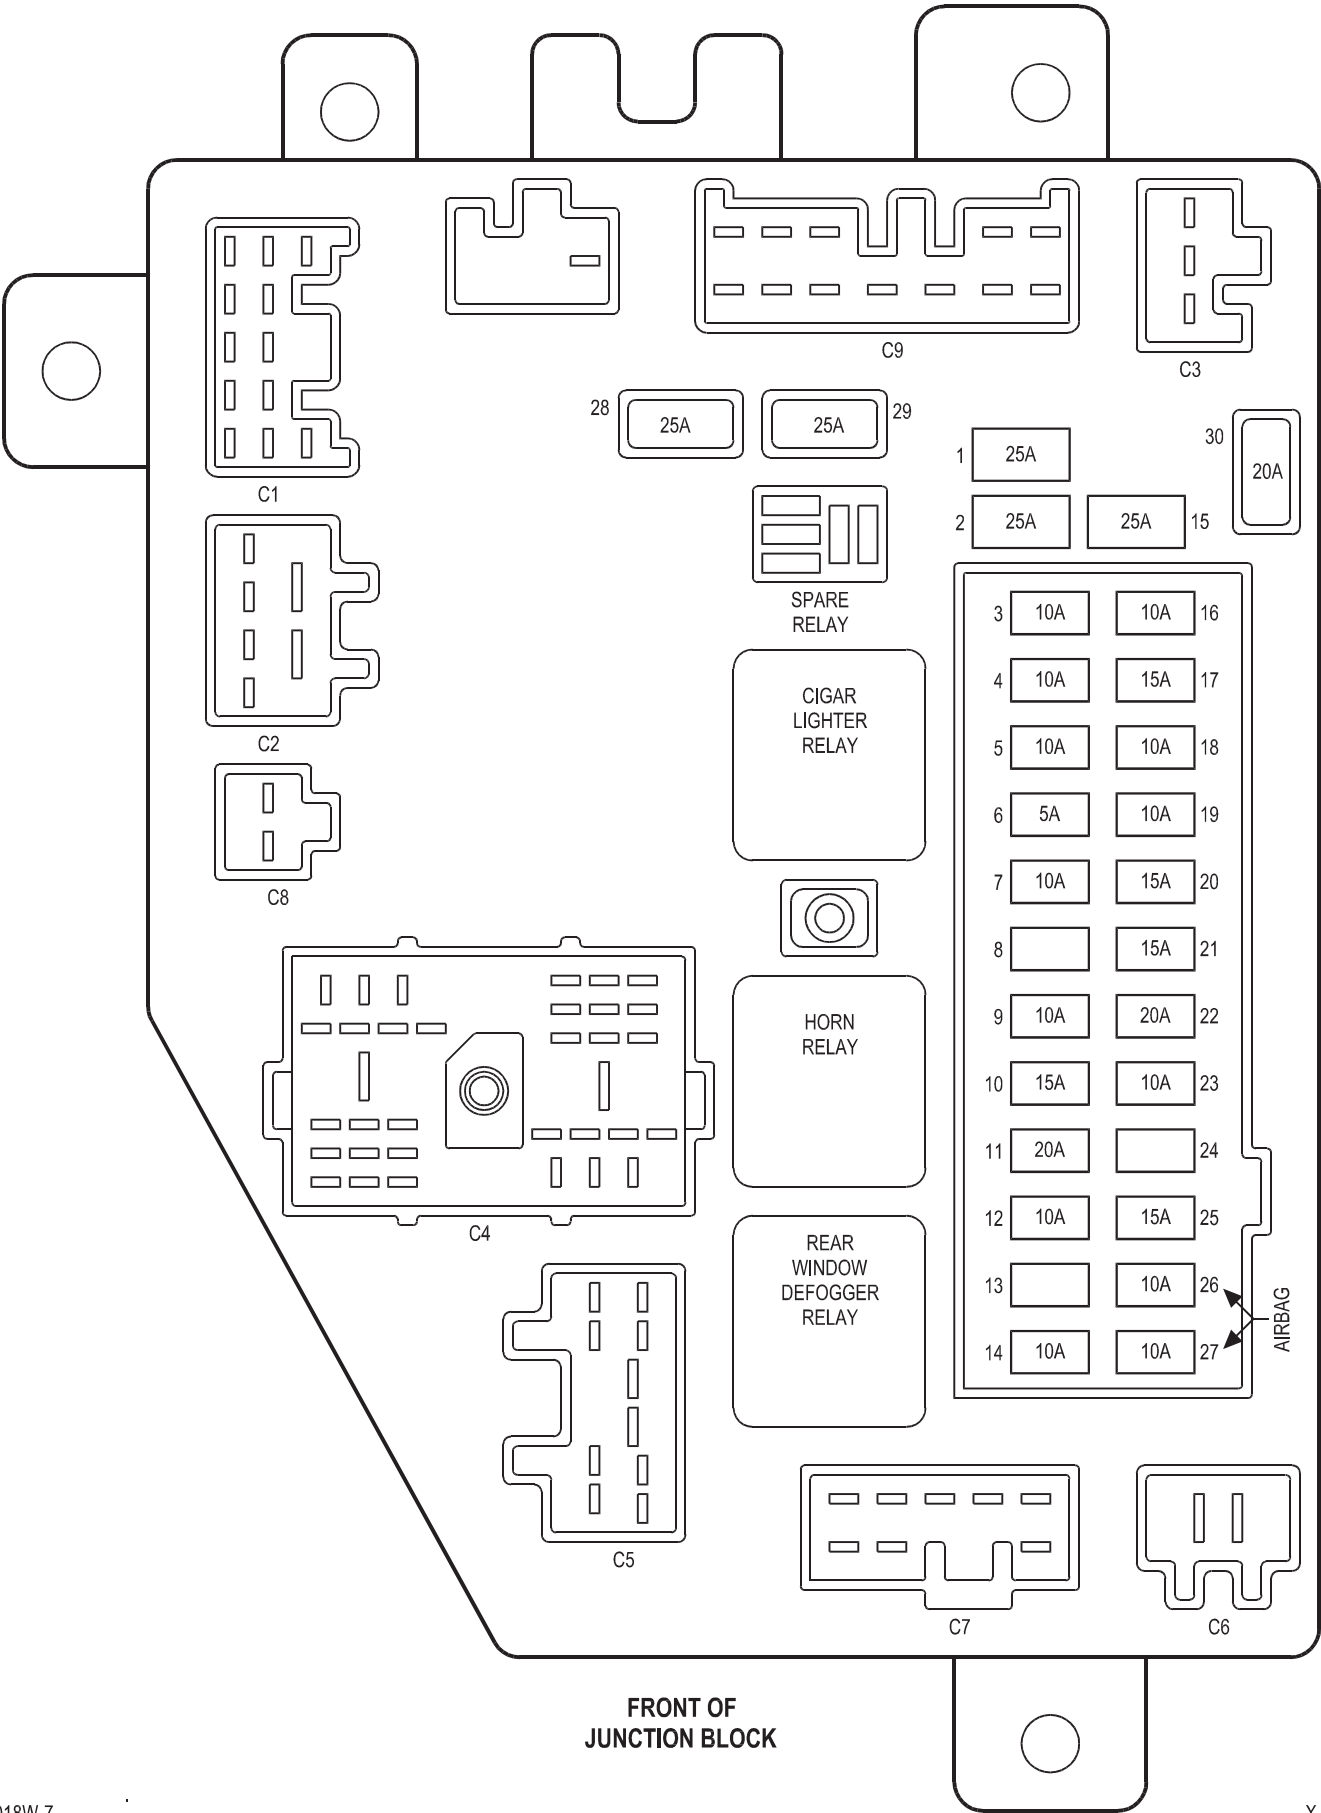 C9
C3
28
25A
25A
29
30
20A
1
25A
C1
2
25A
25A
15
SPARE
RELAY
3
10A
10A
16
CIGAR
LIGHTER
RELAY
4
10A
15A
17
C2
5
10A
10A
18
6
5A
10A
19
7
10A
15A
20
C8
8
15A
21
HORN
RELAY
9
10A
20A
22
10
15A
10A
23
11
20A
24
12
10A
15A
25
C4
REAR
WINDOW
DEFOGGER
RELAY
13
10A
26
AIRBAG
14
10A
10A
27
C5
C7
C6
FRONT OF
JUNCTION BLOCK